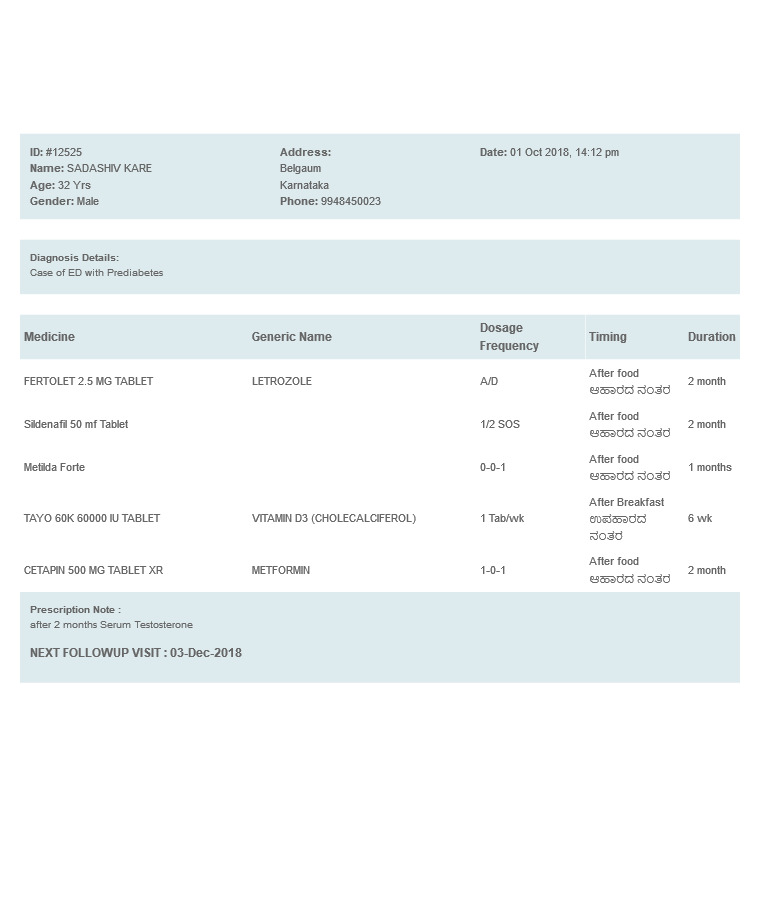 ID: #12525
Name: SADASHIV KARE
Age: 32 Yrs
Gender: Male
Address:
Belgaum
Karnataka
Phone: 9948450023
Date: 01 Oct 2018, 14:12 pm
Diagnosis Details:
Case of ED with Prediabetes
Medicine Generic Name Dosage Frequency Timing Duration
FERTOLET 2.5 MG TABLET LETROZOLE A/D After food 2 month
ಆಹಾರದ ನಂತರ
Sildenafil 50 mf Tablet 1/2 SOS After food 2 month
ಆಹಾರದ ನಂತರ
Metilda Forte 0-0-1 After food 1 months
ಆಹಾರದ ನಂತರ
TAYO 60K 60000 IU TABLET VITAMIN D3 (CHOLECALCIFEROL) 1 Tab/wk After Breakfast 6 wk
ಉಪಹಾರದ
ನಂತರ
CETAPIN 500 MG TABLET XR METFORMIN 1-0-1 After food 2 month
ಆಹಾರದ ನಂತರ
Prescription Note :
after 2 months Serum Testosterone
NEXT FOLLOWUP VISIT : 03-Dec-2018